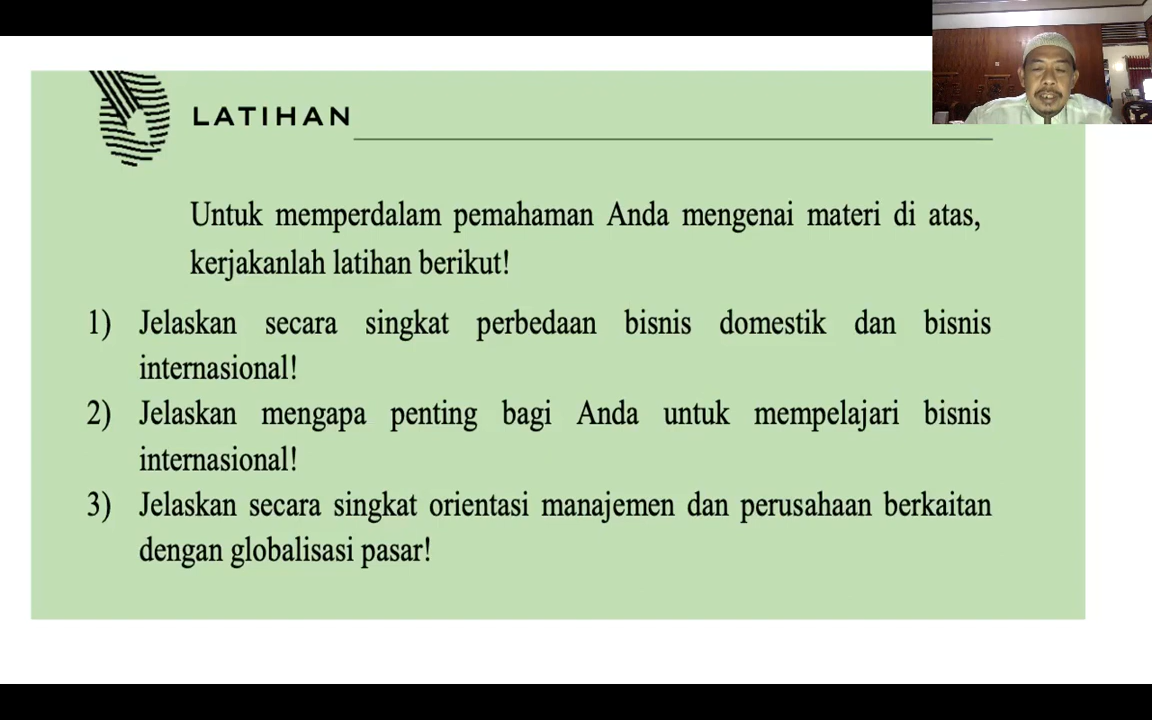 LATIHAN
Untuk memperdalam pemahaman Anda mengenai materi di atas,
kerjakanlah latihan berikut!
1) Jelaskan secara singkat perbedaan bisnis domestik dan bisnis
internasional!
2) Jelaskan mengapa penting bagi Anda untuk mempelajari bisnis
internasional!
3) Jelaskan secara singkat orientasi manajemen dan perusahaan berkaitan
dengan globalisasi pasar!